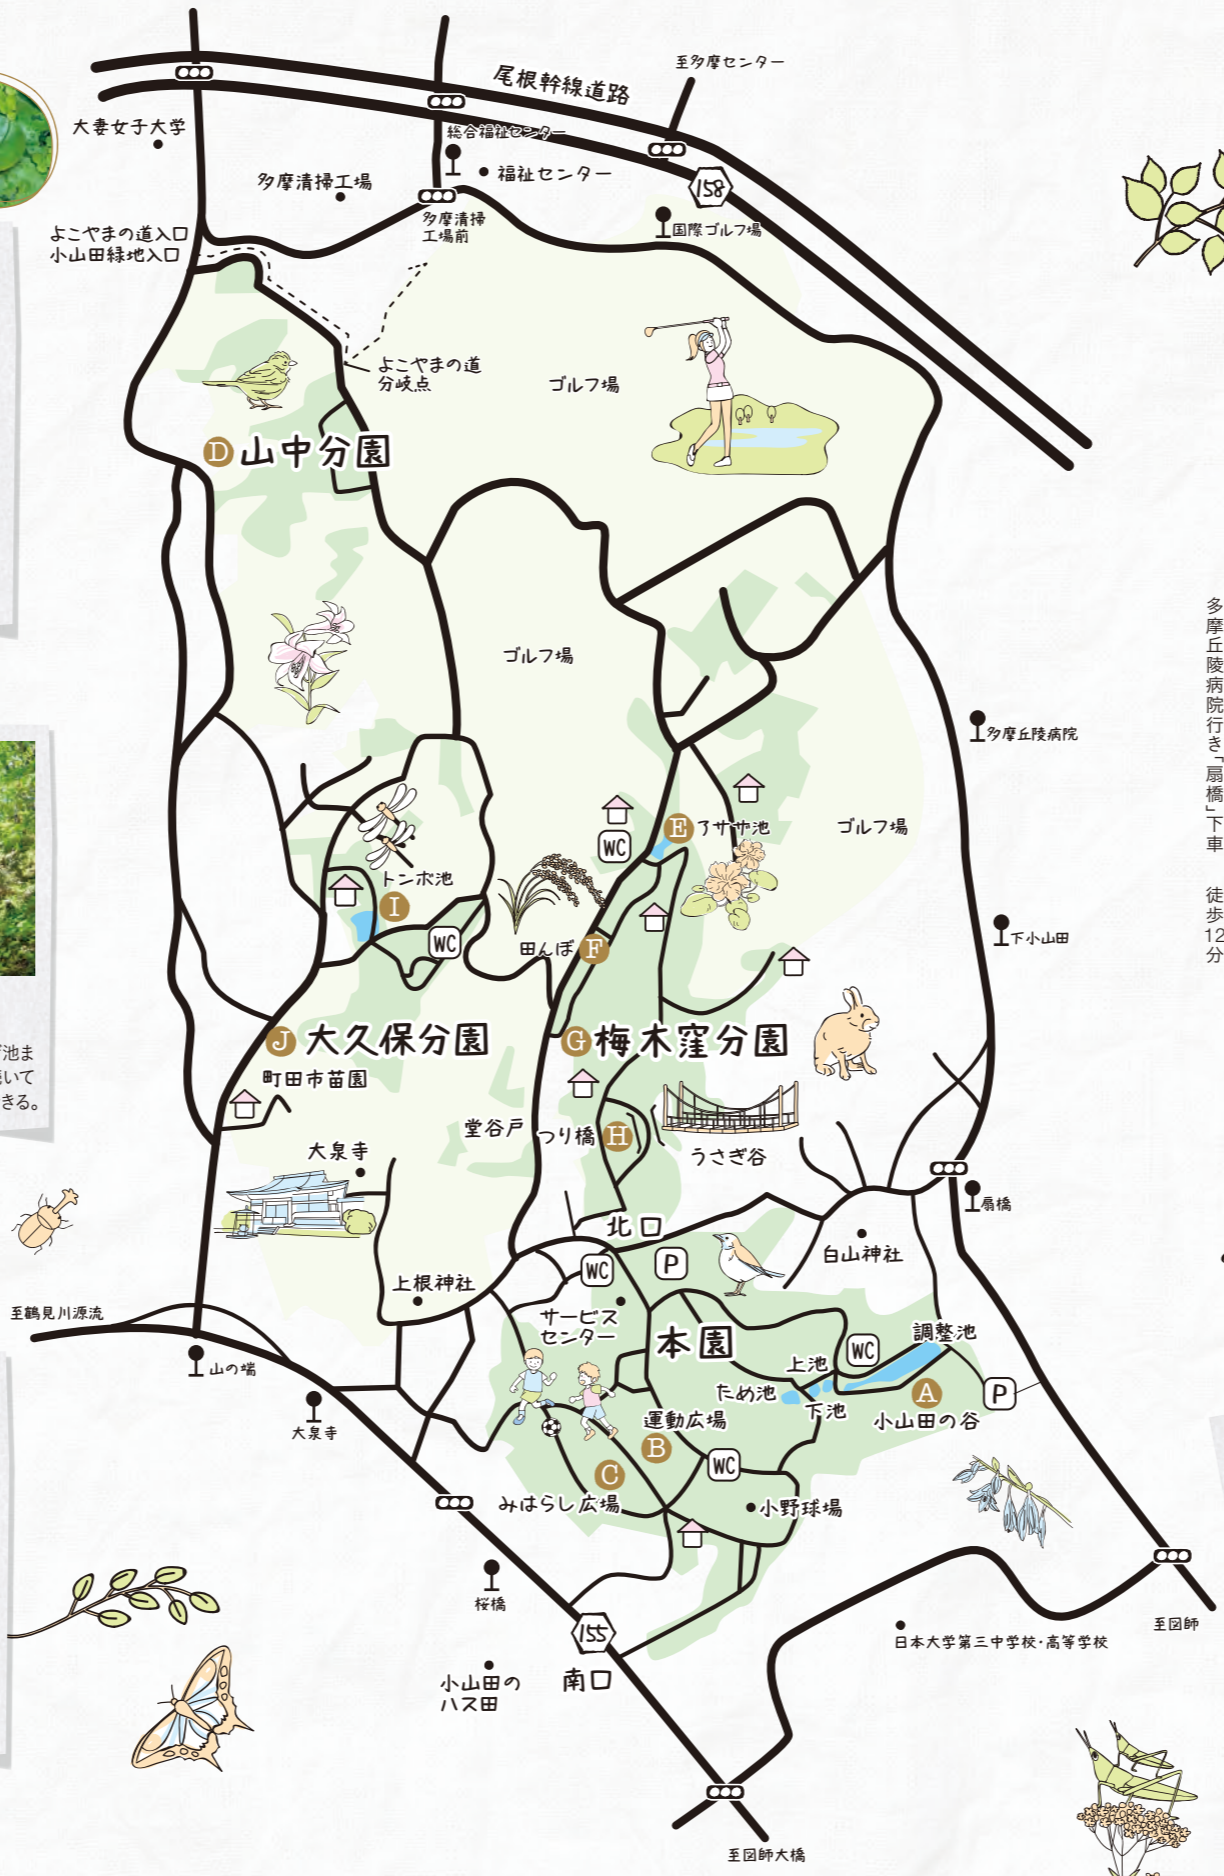 尾根幹線道路
至多摩センター
大妻女子大学
総合福祉センター
多摩清掃工場
福祉センター
158
多摩清掃
工場前
国際ゴルフ場
よこやまの道入口
小山田緑地入口
よこやまの道
分岐点
ゴルフ場
D 山中分園
ゴルフ場
多摩丘陵病院行き「扇橋」下車 徒歩12分
多摩丘陵病院
E アサザ池
ゴルフ場
WC
トンボ池
I
WC
田んぼ F
下小山田
J 大久保分園
G 梅木窪分園
町田市苗園
池ま
いて
きる。
堂谷戸
つり橋 H
うさぎ谷
大泉寺
扇橋
北口
白山神社
WC
P
上根神社
サービス
センター
至鶴見川源流
本園
調整池
WC
上池
山の端
ため池
下池
A
小山田の谷
P
大泉寺
運動広場
B
C
みはらし広場
WC
小野球場
桜橋
155
南口
小山田の
ハス田
日本大学第三中学校・高等学校
至図師
至図師大橋